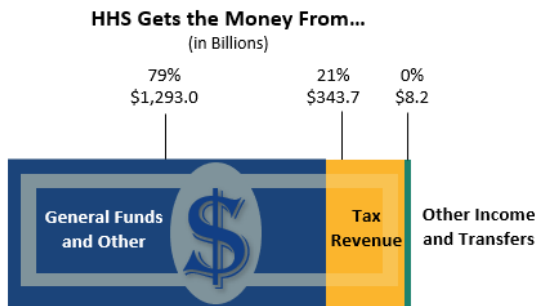 HHS Gets the Money From...
(in Billions)
79% 21% 0%
$1,293.0 $343.7 $8.2
General Funds
and Other
$
Tax
Revenue
Other Income
and Transfers